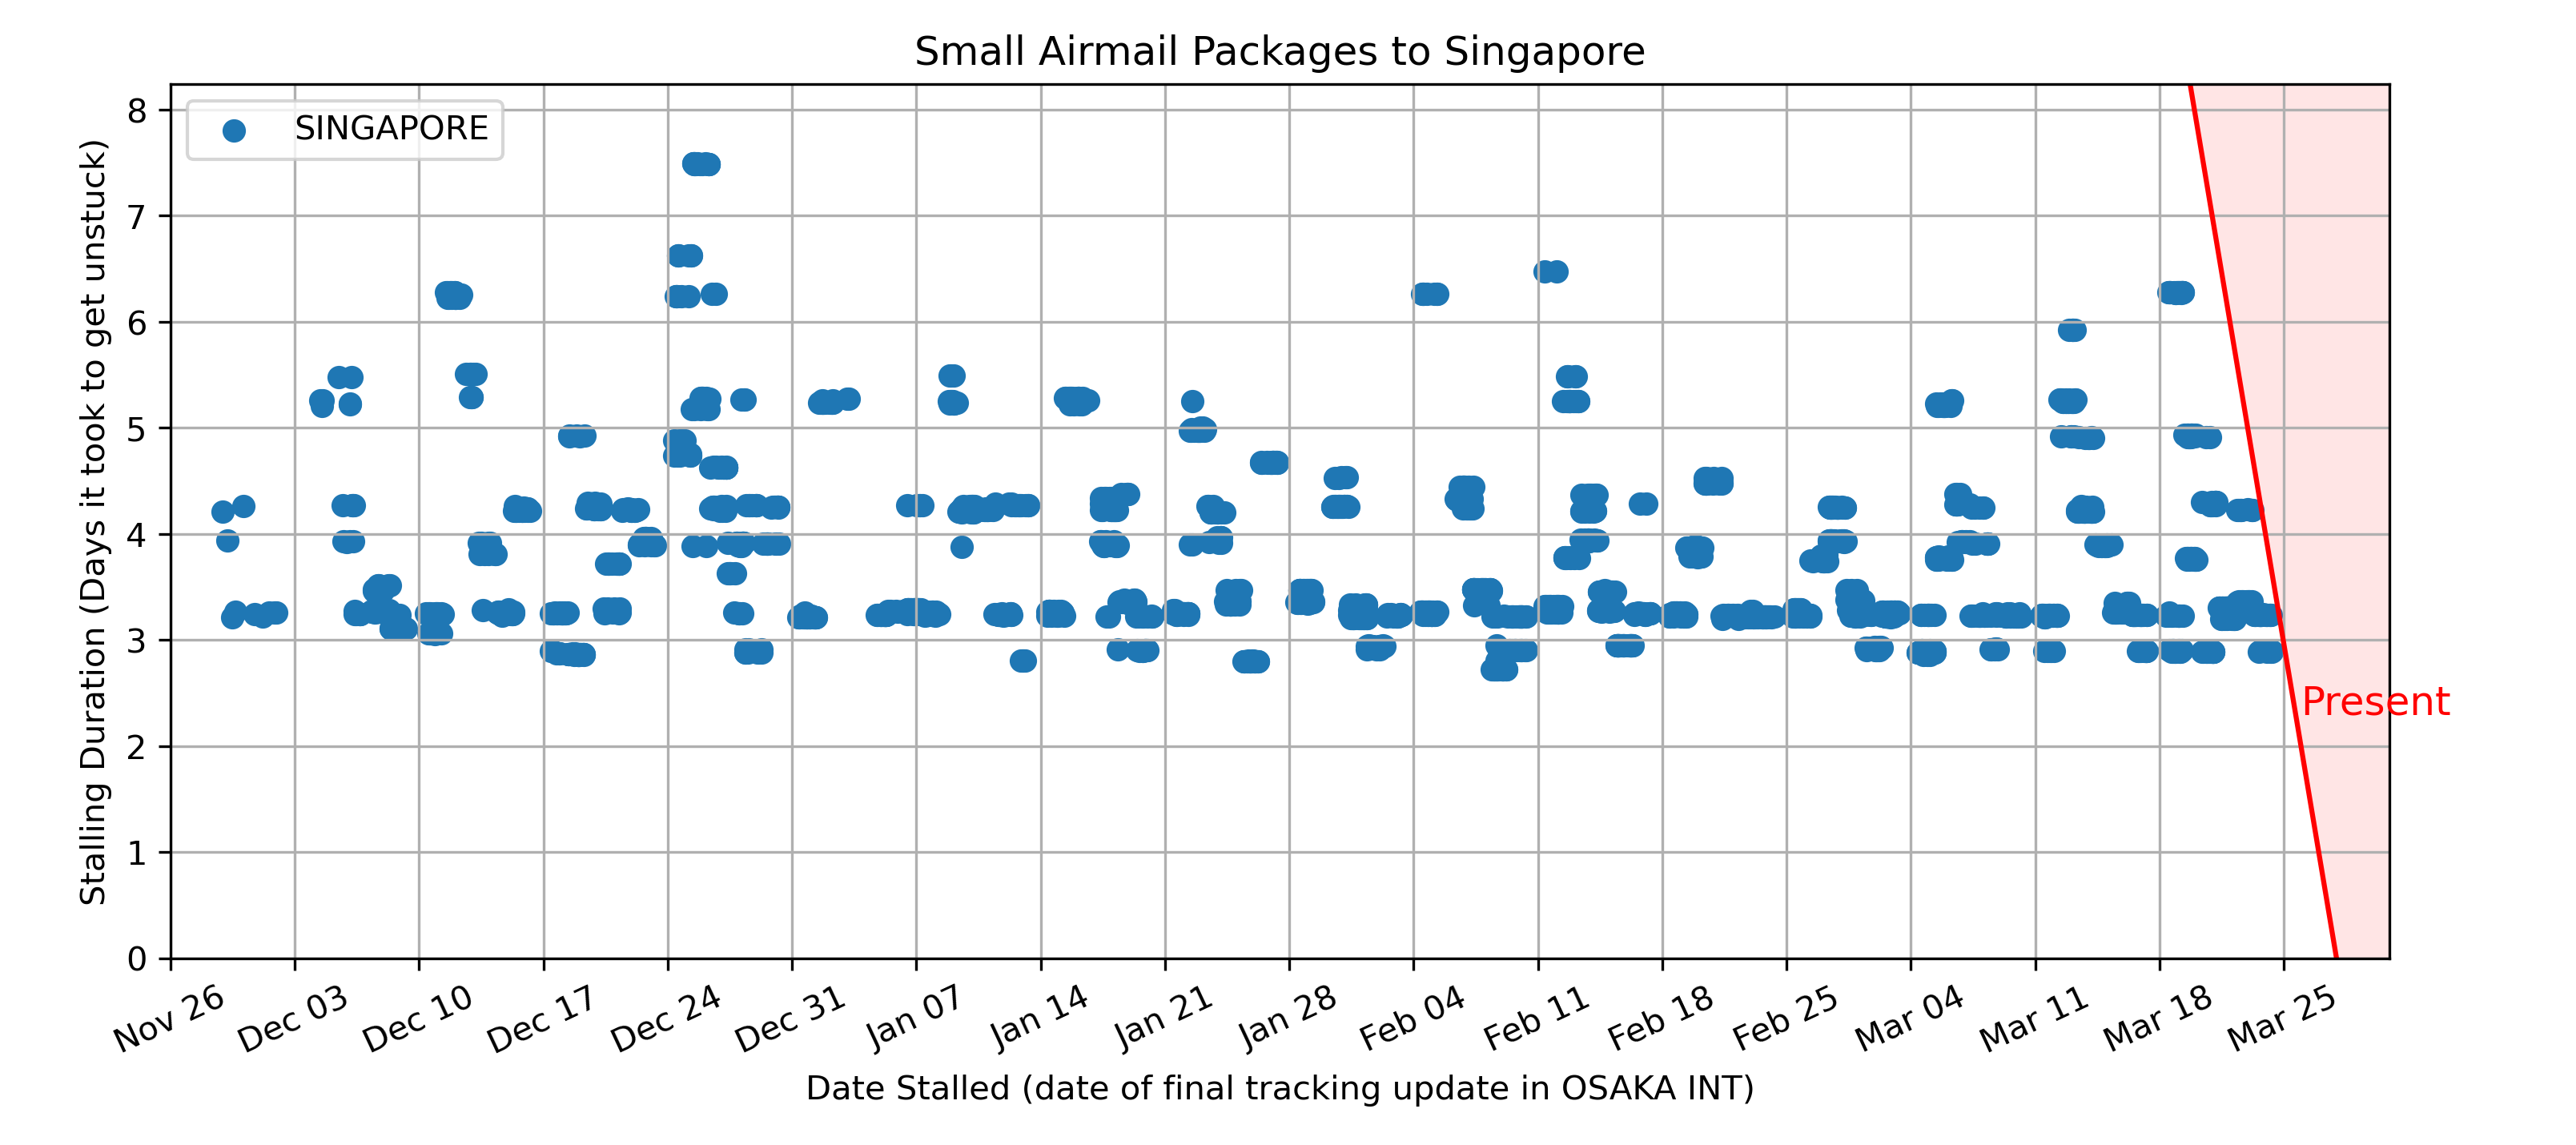 Small Airmail Packages to Singapore
SINGAPORE
Stalling Duration (Days it took to get unstuck)
8
7
6
5
4
3
2
1
0
Present
Nov 26
Dec 03
Dec 10
Dec 17
Dec 24
Dec 31
Jan 07
Jan 14
Jan 21
Jan 28
Feb 04
Feb 11
Feb 18
Feb 25
Mar 04
Mar 11
Mar 18
Mar 25
Date Stalled (date of final tracking update in OSAKA INT)